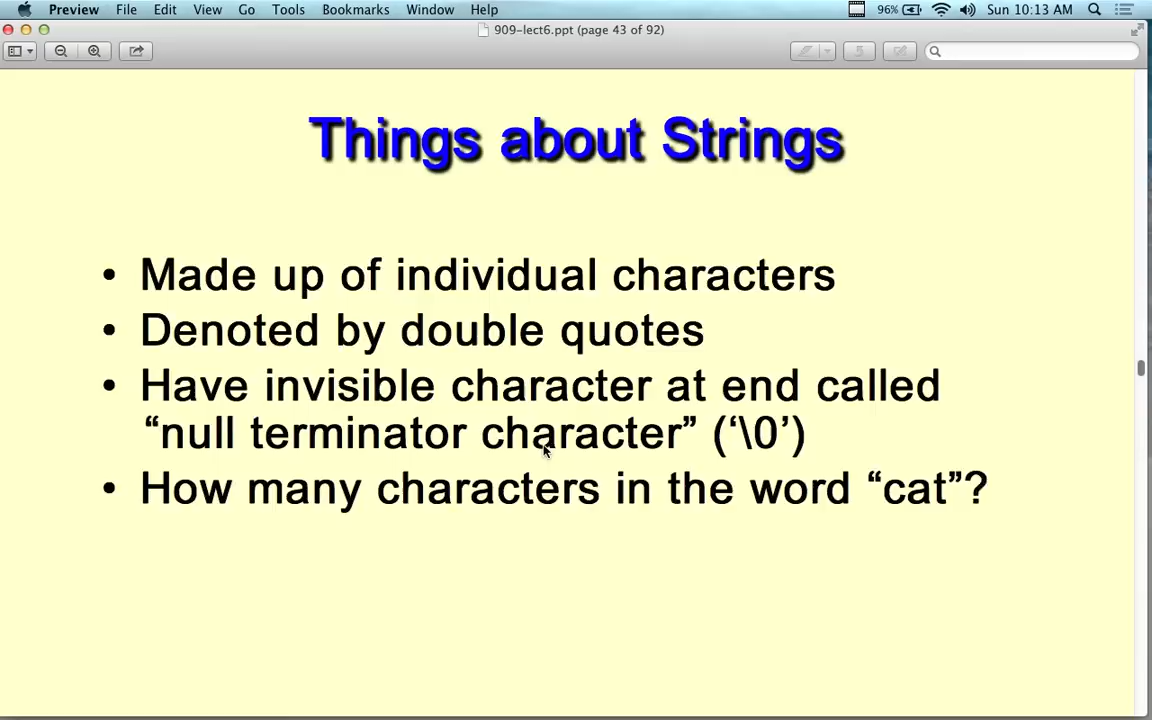 Preview File Edit View Go Tools Bookmarks Window Help 96% Sun 10:13 AM
909-lect6.ppt (page 43 of 92)
Things about Strings
• Made up of individual characters
• Denoted by double quotes
• Have invisible character at end called
“null terminator character” (‘\0’)
• How many characters in the word “cat”?